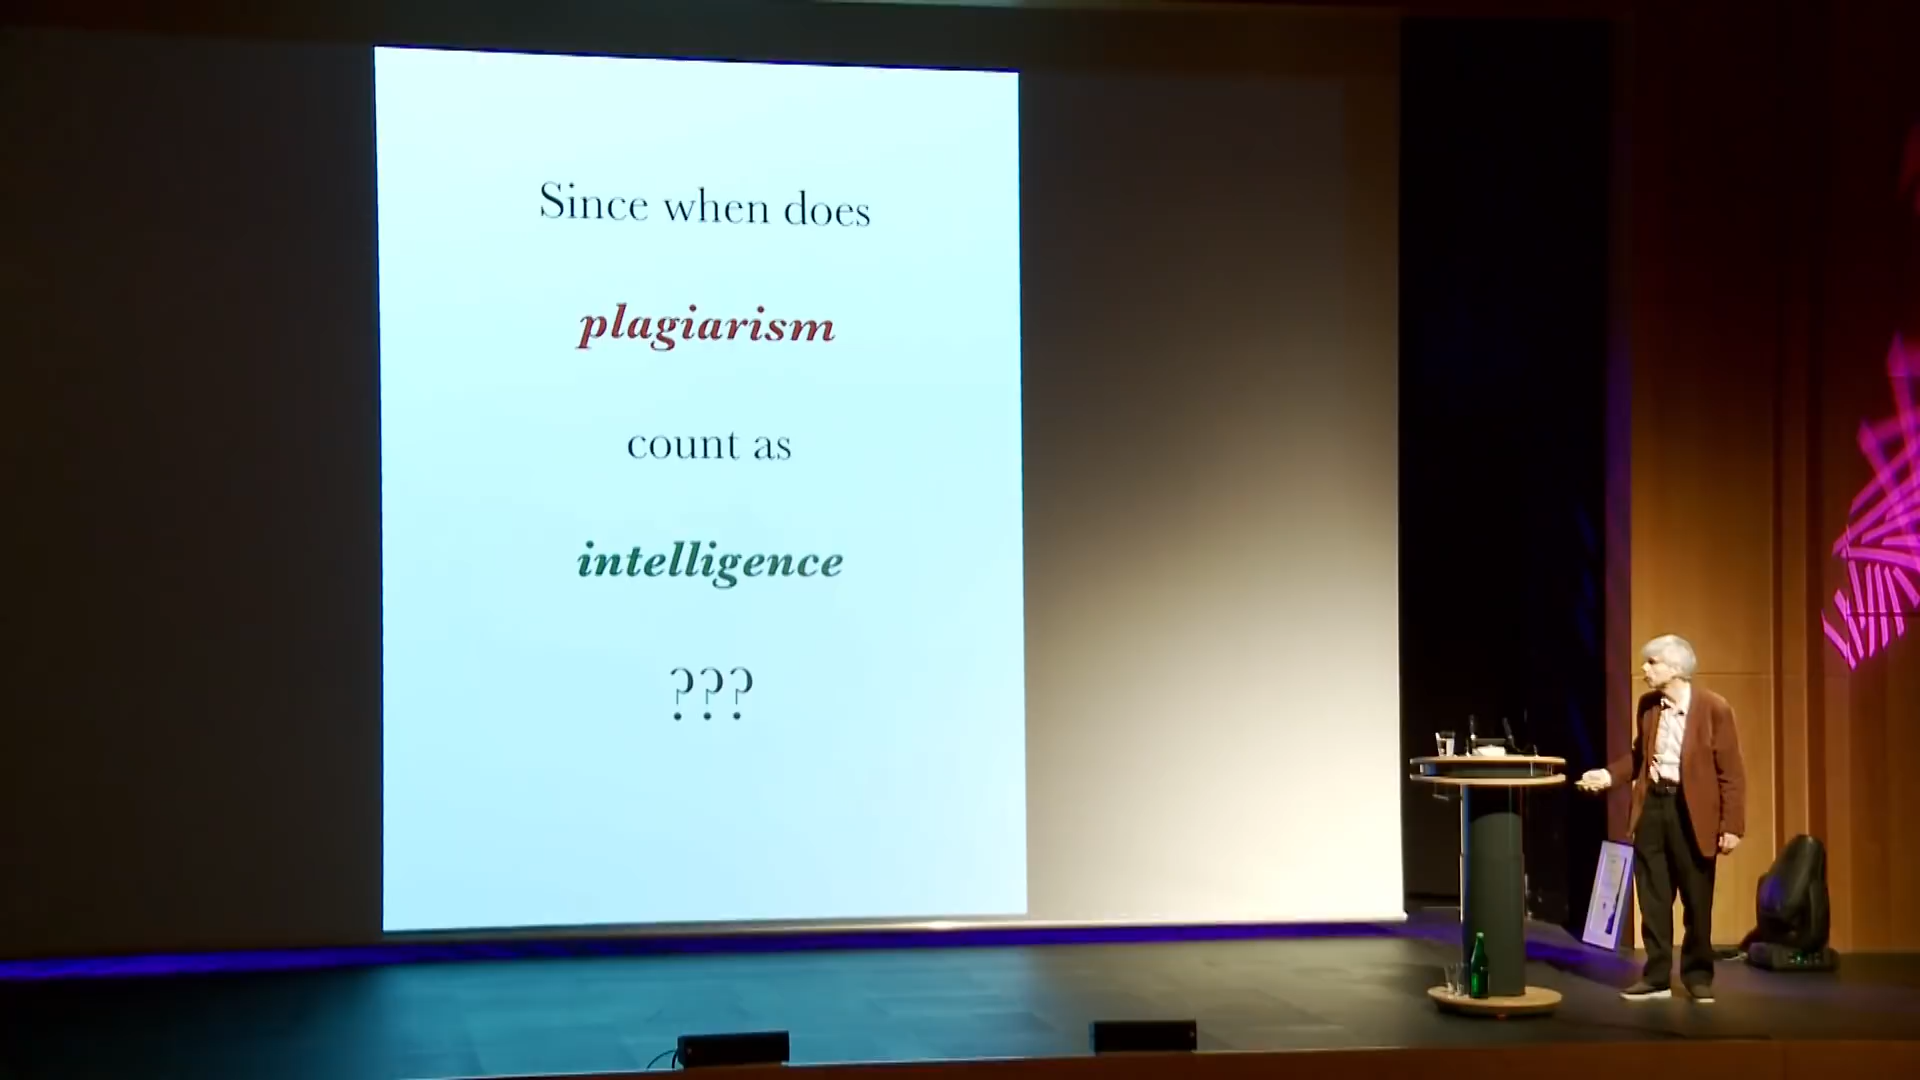 Since when does
plagiarism
count as
intelligence
???